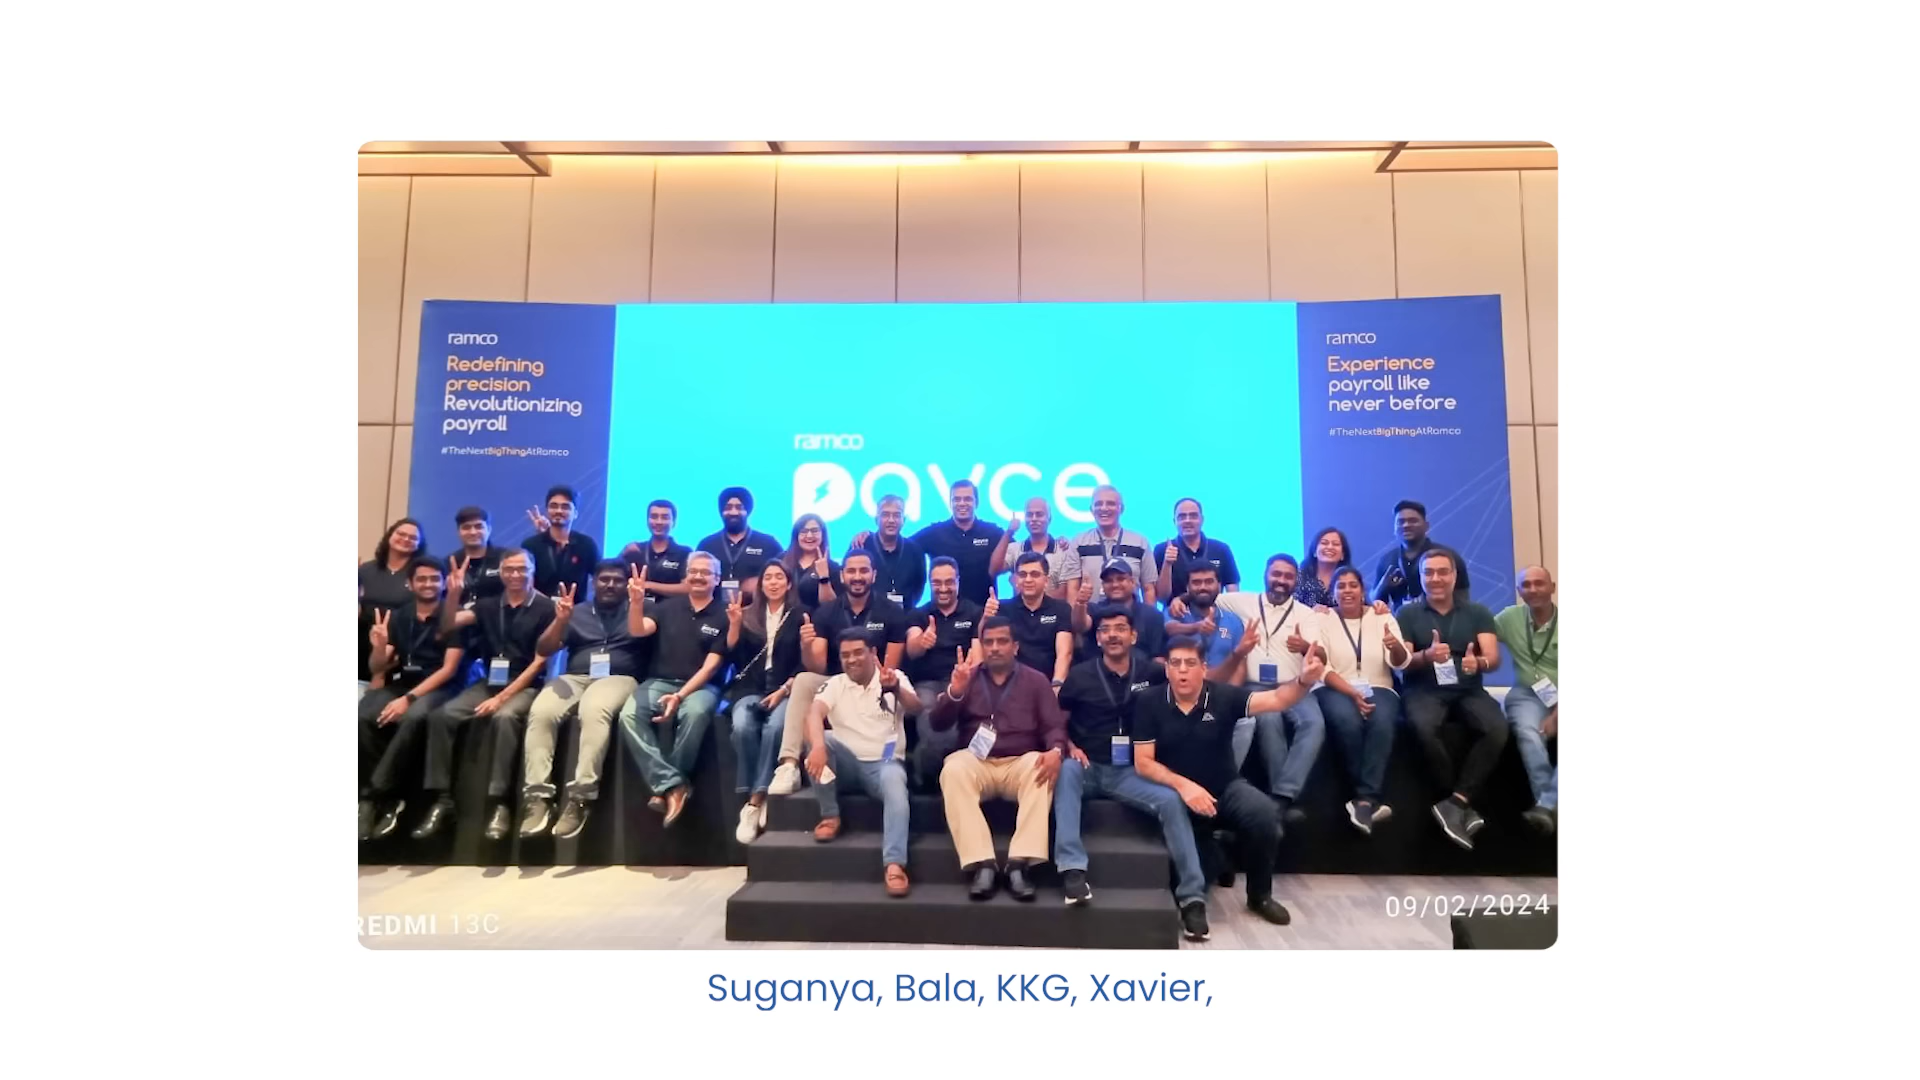 ramco
Redefining
precision
Revolutionizing
payroll
#TheNextBigThingAtRamco
ramco
payce
ramco
Experience
payroll like
never before
#TheNextBigThingAtRamco
REDMI 13C
09/02/2024
Suganya, Bala, KKG, Xavier,